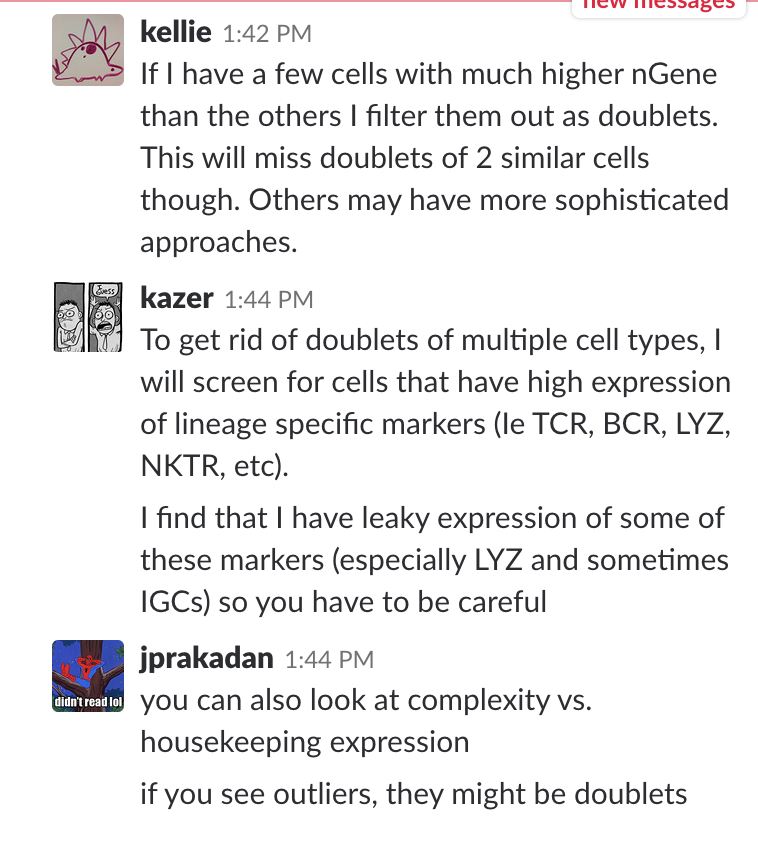 new messages
kellie 1:42 PM
If I have a few cells with much higher nGene
than the others I filter them out as doublets.
This will miss doublets of 2 similar cells
though. Others may have more sophisticated
approaches.
Guess
kazer 1:44 PM
To get rid of doublets of multiple cell types, I
will screen for cells that have high expression
of lineage specific markers (Ie TCR, BCR, LYZ,
NKTR, etc).
I find that I have leaky expression of some of
these markers (especially LYZ and sometimes
IGCs) so you have to be careful
jprakadan 1:44 PM
didn't read lol
you can also look at complexity vs.
housekeeping expression
if you see outliers, they might be doublets